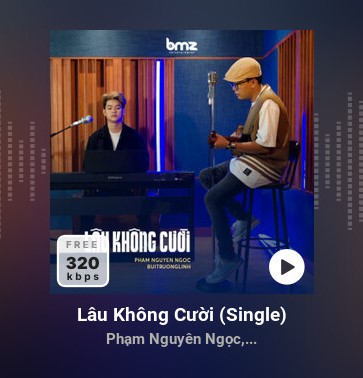 bmz
LÂU KHÔNG CƯỜI
PHẠM NGUYÊN NGỌC
BUITRUONGLINH
FREE
320
kbps
Lâu Không Cười (Single)
Phạm Nguyên Ngọc,...